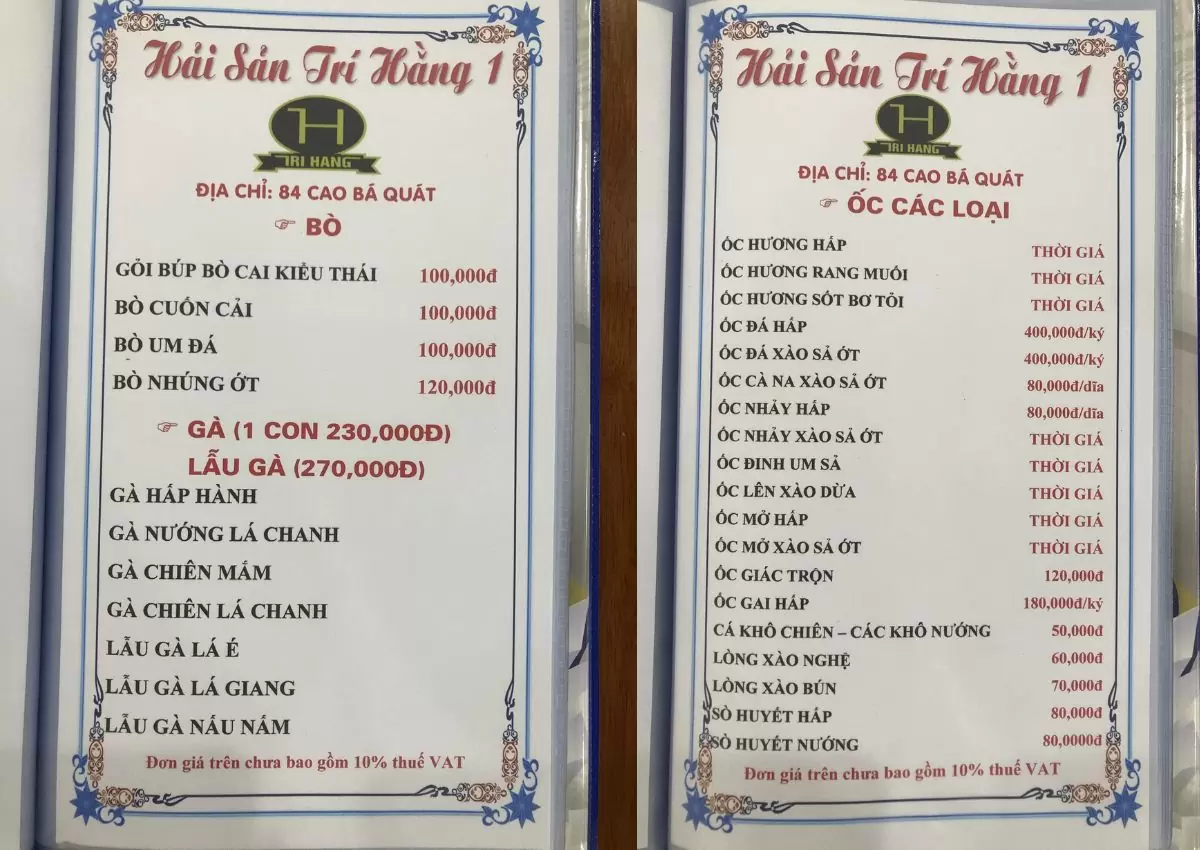 Hải Sản Trí Hằng 1
TH
TRI HANG
ĐỊA CHỈ: 84 CAO BÁ QUÁT
☞ BÒ
GỎI BÚP BÒ CAI KIỂU THÁI 100,000đ
BÒ CUỐN CẢI 100,000đ
BÒ UM ĐÁ 100,000đ
BÒ NHÚNG ỚT 120,000đ
☞ GÀ (1 CON 230,000Đ)
LẪU GÀ (270,000Đ)
GÀ HẤP HÀNH
GÀ NƯỚNG LÁ CHANH
GÀ CHIÊN MẮM
GÀ CHIÊN LÁ CHANH
LẪU GÀ LÁ É
LẪU GÀ LÁ GIANG
LẪU GÀ NẤU NẤM
Đơn giá trên chưa bao gồm 10% thuế VAT
Hải Sản Trí Hằng 1
TH
TRI HANG
ĐỊA CHỈ: 84 CAO BÁ QUÁT
☞ ỐC CÁC LOẠI
ỐC HƯƠNG HẤP THỜI GIÁ
ỐC HƯƠNG RANG MUỐI THỜI GIÁ
ỐC HƯƠNG SỐT BƠ TỎI THỜI GIÁ
ỐC ĐÁ HẤP 400,000đ/ký
ỐC ĐÁ XÀO SẢ ỚT 400,000đ/ký
ỐC CÀ NA XÀO SẢ ỚT 80,000đ/dĩa
ỐC NHẢY HẤP 80,000đ/dĩa
ỐC NHẢY XÀO SẢ ỚT THỜI GIÁ
ỐC ĐINH UM SẢ THỜI GIÁ
ỐC LÊN XÀO DỪA THỜI GIÁ
ỐC MỞ HẤP THỜI GIÁ
ỐC MỞ XÀO SẢ ỚT THỜI GIÁ
ỐC GIÁC TRỘN 120,000đ
ỐC GAI HẤP 180,000đ/ký
CÁ KHÔ CHIÊN – CÁC KHÔ NƯỚNG 50,000đ
LÒNG XÀO NGHỆ 60,000đ
LÒNG XÀO BÚN 70,000đ
SÒ HUYẾT HẤP 80,000đ
SÒ HUYẾT NƯỚNG 80,0000đ
Đơn giá trên chưa bao gồm 10% thuế VAT